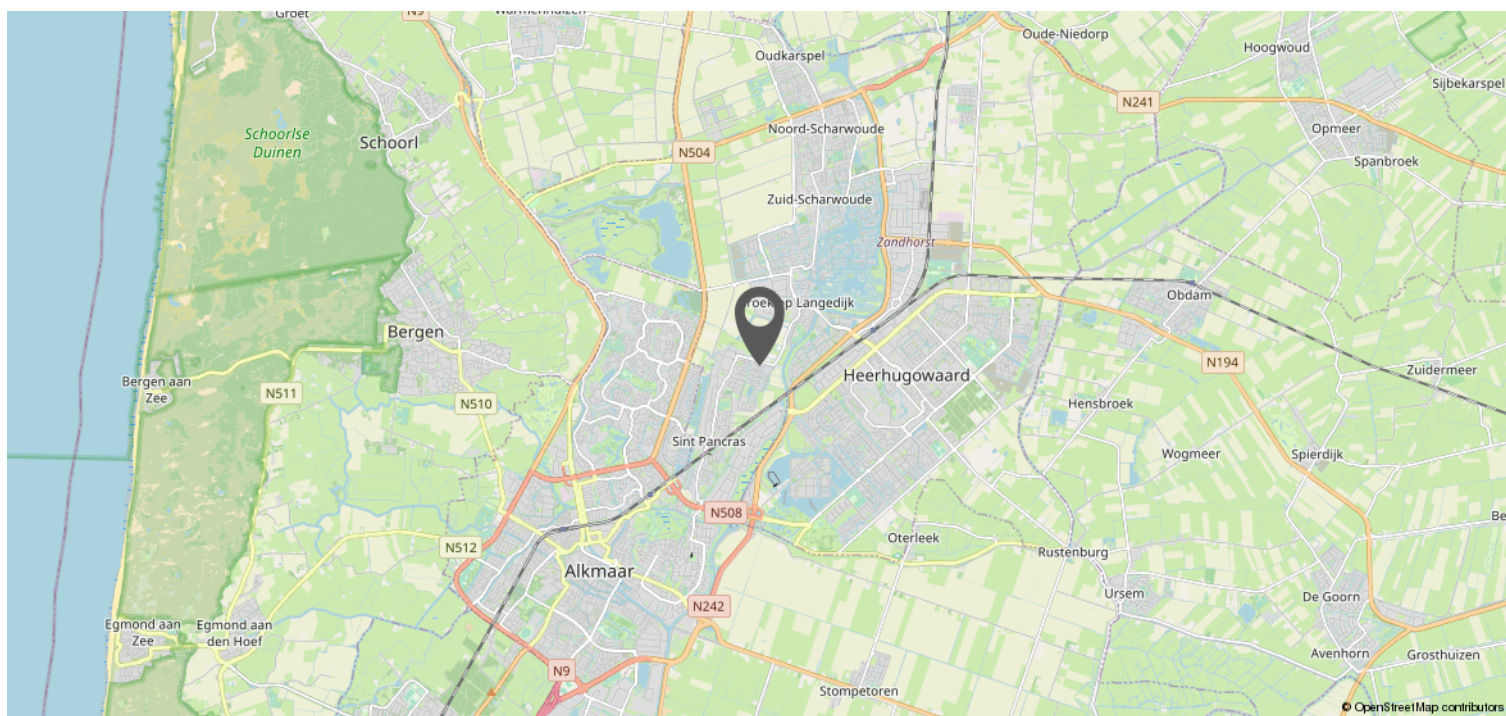 Groet
N9
Warmenhuizen
Oude-Niedorp
Oudkarspel
Hoogwoud
Sijbekarspel
N241
Schoorlse
Duinen
Schoorl
Noord-Scharwoude
Opmeer
N504
Spanbroek
Zuid-Scharwoude
Zandhorst
Obdam
Langedijk
Bergen
N194
Bergen aan
Zee
Zuidermeer
Heerhugowaard
N511
N510
Hensbroek
Sint Pancras
Wogmeer
Spierdijk
N508
Oterleek
N512
Rustenburg
Alkmaar
Ursem
De Goorn
N242
Egmond aan
Zee
Egmond aan
den Hoef
Avenhorn
Grosthuizen
N9
Stompetoren
© OpenStreetMap contributors